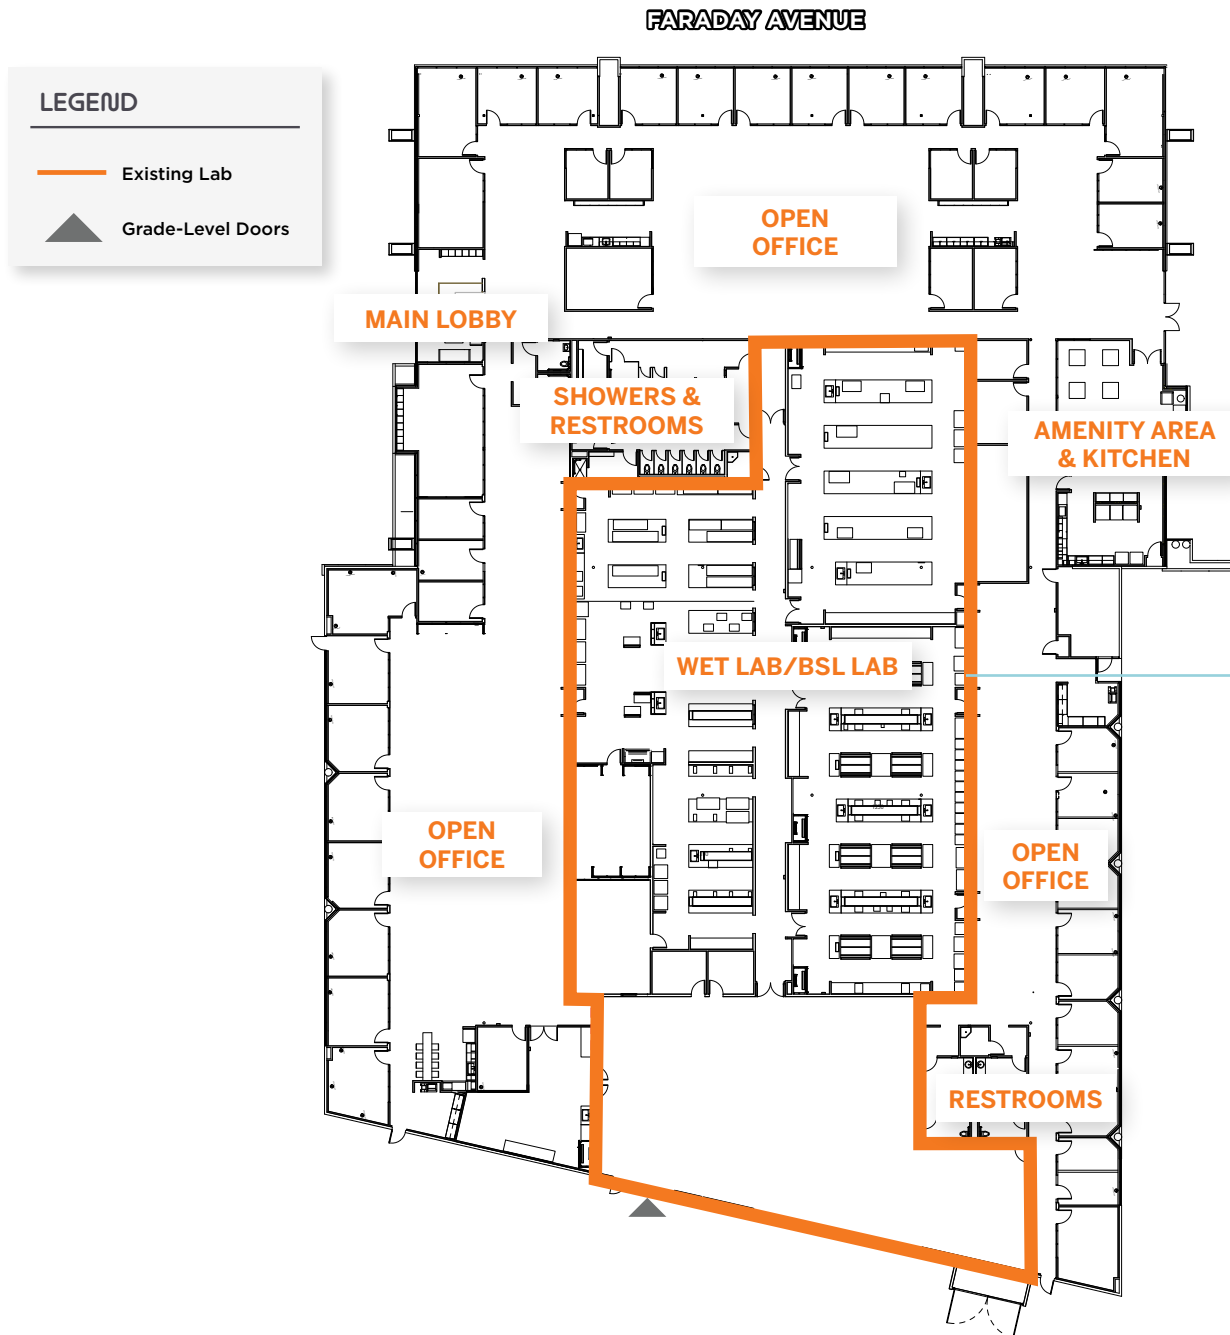 FARADAY AVENUE
LEGEND
Existing Lab
Grade-Level Doors
OPEN
OFFICE
MAIN LOBBY
SHOWERS &
RESTROOMS
AMENITY AREA
& KITCHEN
WET LAB/BSL LAB
OPEN
OFFICE
OPEN
OFFICE
RESTROOMS